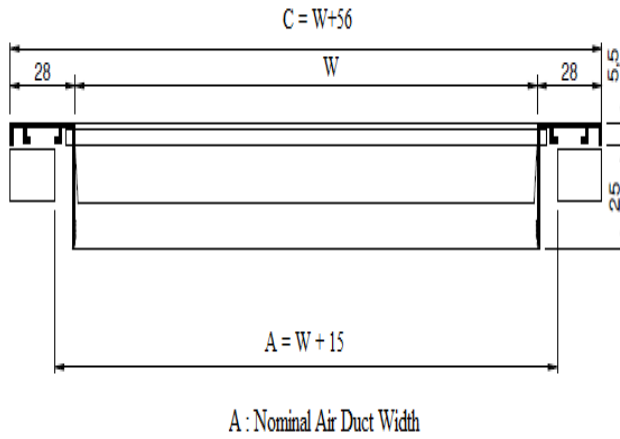 C = W+56
28
W
28
5,5
25
A = W + 15
A : Nominal Air Duct Width